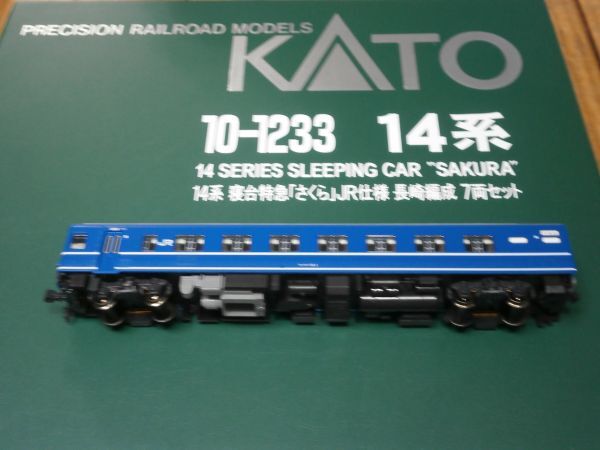 PRECISION RAILROAD MODELS
KATO
10-1233 14系
14 SERIES SLEEPING CAR "SAKURA"
14系 寝台特急「さくら」JR仕様 長崎編成 7両セット
JR